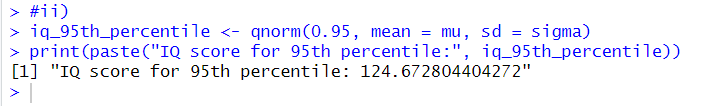 > #ii)
> iq_95th_percentile <- qnorm(0.95, mean = mu, sd = sigma)
> print(paste("IQ score for 95th percentile:", iq_95th_percentile))
[1] "IQ score for 95th percentile: 124.672804404272"
>